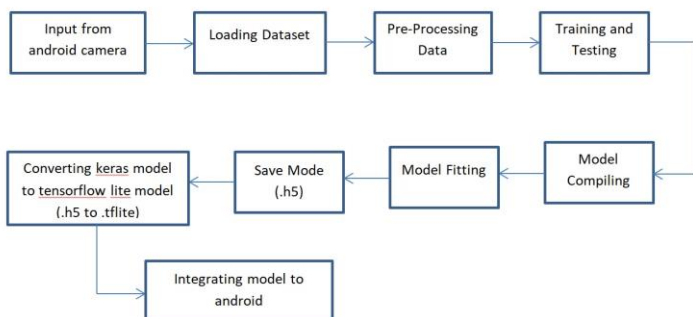 Input from
android camera
Loading Dataset
Pre-Processing
Data
Training and
Testing
Model
Compiling
Model Fitting
Save Mode
(.h5)
Converting keras model
to tensorflow lite model
(.h5 to .tflite)
Integrating model to
android